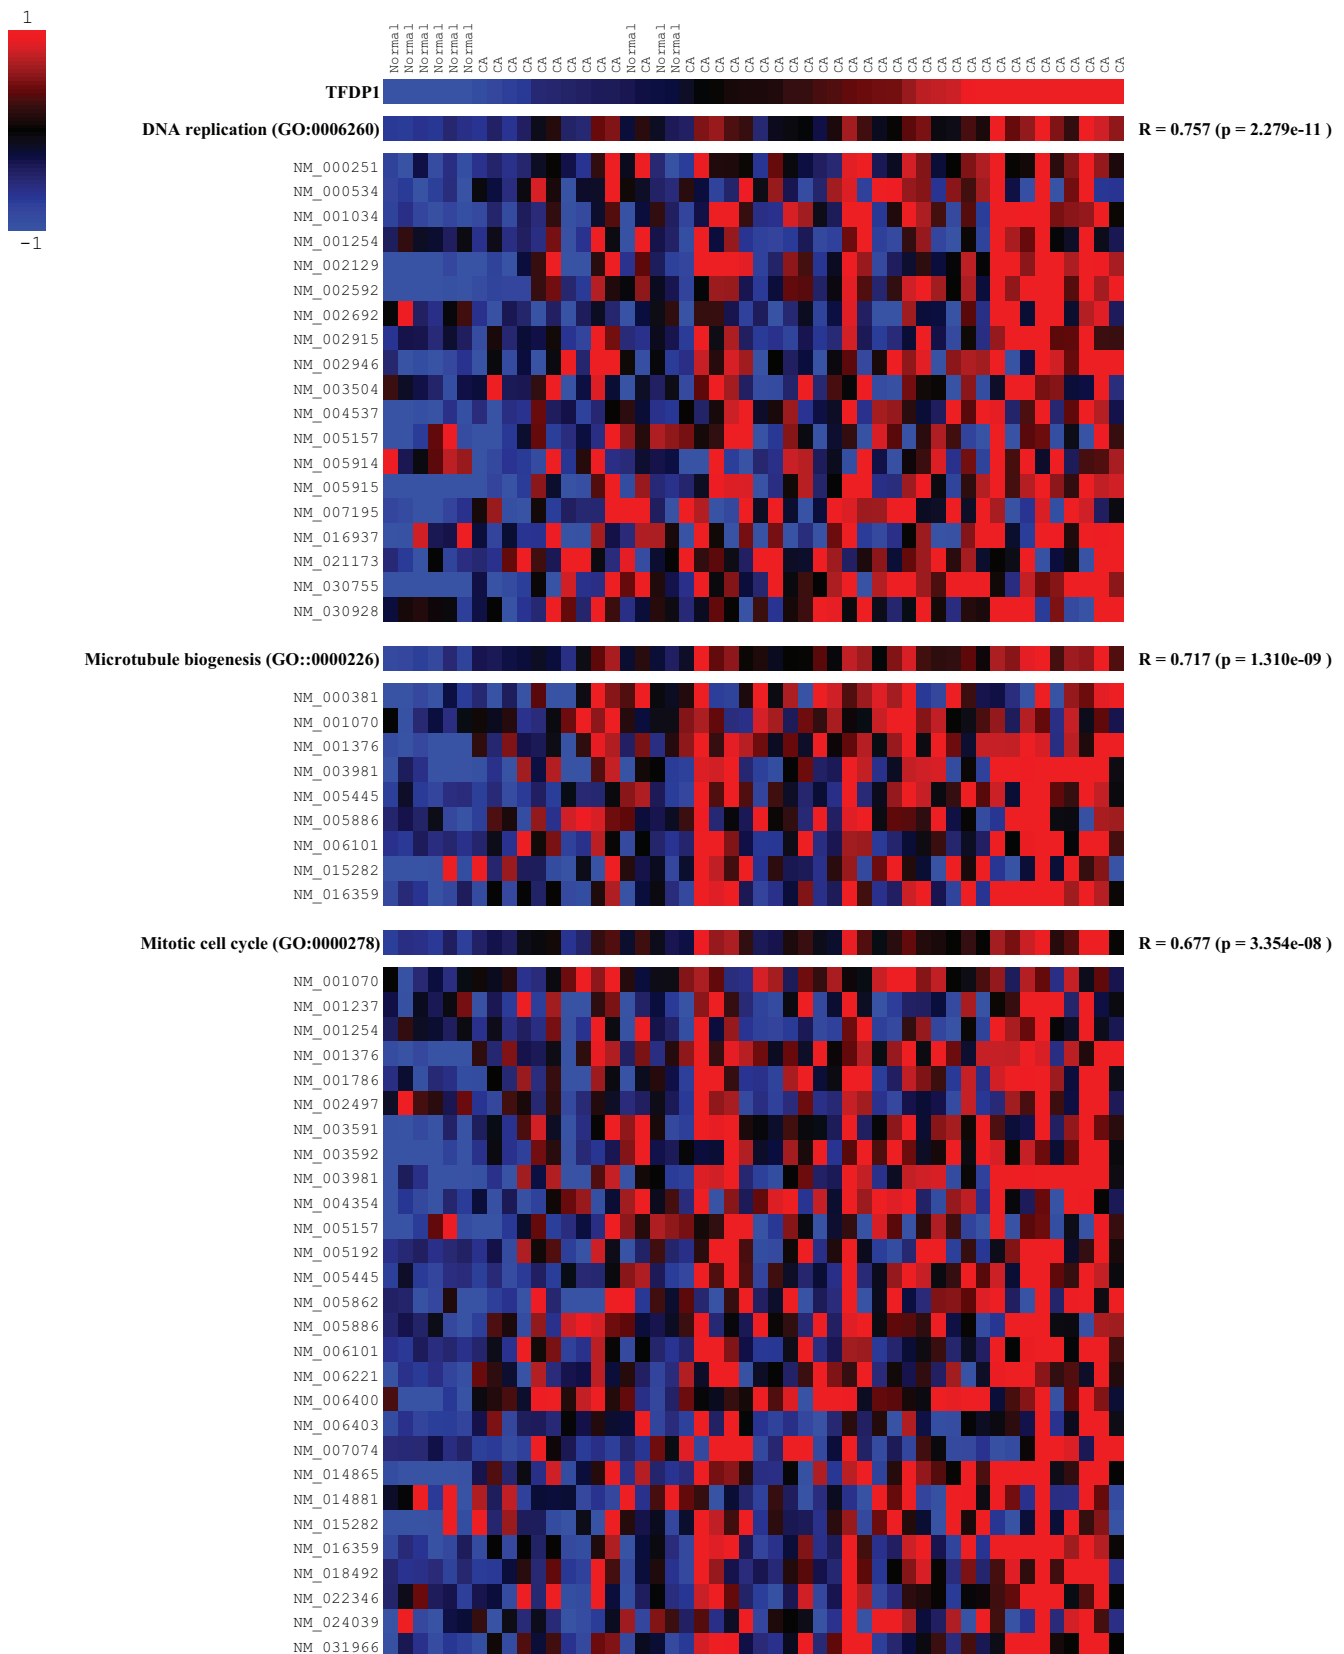 1
-1
Normal Normal Normal Normal Normal Normal CA CA CA CA CA CA CA CA CA CA Normal CA Normal Normal CA CA CA CA CA CA CA CA CA CA CA CA CA CA CA CA CA CA CA CA CA CA CA CA CA CA CA CA CA CA
TFDP1
DNA replication (GO:0006260) R = 0.757 (p = 2.279e-11 )
NM_000251
NM_000534
NM_001034
NM_001254
NM_002129
NM_002592
NM_002692
NM_002915
NM_002946
NM_003504
NM_004537
NM_005157
NM_005914
NM_005915
NM_007195
NM_016937
NM_021173
NM_030755
NM_030928
Microtubule biogenesis (GO::0000226) R = 0.717 (p = 1.310e-09 )
NM_000381
NM_001070
NM_001376
NM_003981
NM_005445
NM_005886
NM_006101
NM_015282
NM_016359
Mitotic cell cycle (GO:0000278) R = 0.677 (p = 3.354e-08 )
NM_001070
NM_001237
NM_001254
NM_001376
NM_001786
NM_002497
NM_003591
NM_003592
NM_003981
NM_004354
NM_005157
NM_005192
NM_005445
NM_005862
NM_005886
NM_006101
NM_006221
NM_006400
NM_006403
NM_007074
NM_014865
NM_014881
NM_015282
NM_016359
NM_018492
NM_022346
NM_024039
NM_031966